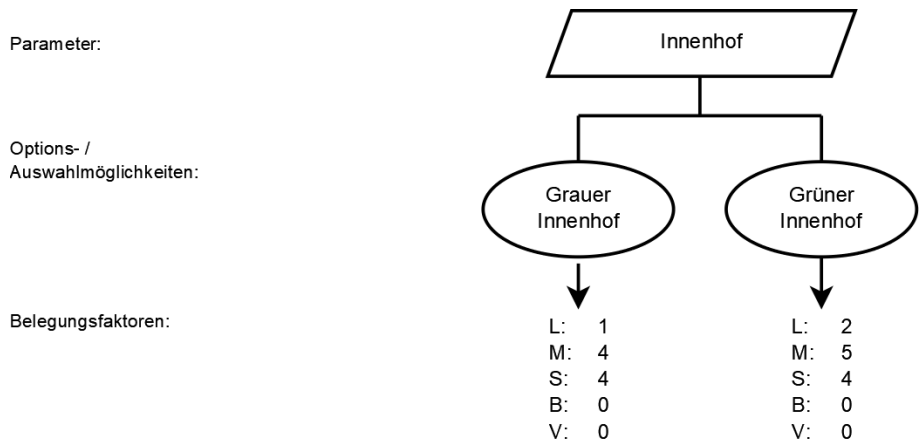 Parameter:
Innenhof
Options- /
Auswahlmöglichkeiten:
Grauer
Innenhof
Grüner
Innenhof
Belegungsfaktoren:
L: 1
M: 4
S: 4
B: 0
V: 0
L: 2
M: 5
S: 4
B: 0
V: 0